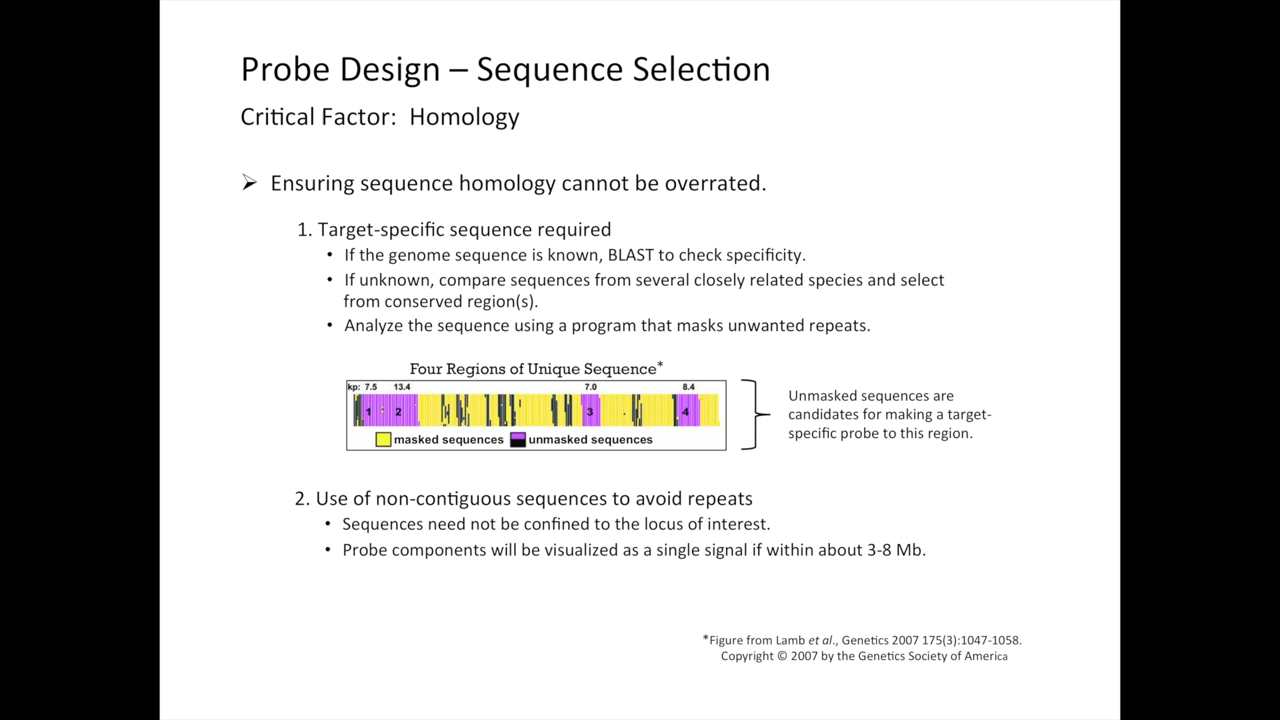 Probe Design – Sequence Selection
Critical Factor: Homology
➢ Ensuring sequence homology cannot be overrated.
1. Target-specific sequence required
• If the genome sequence is known, BLAST to check specificity.
• If unknown, compare sequences from several closely related species and select
from conserved region(s).
• Analyze the sequence using a program that masks unwanted repeats.
Four Regions of Unique Sequence*
kp: 7.5 13.4 7.0 8.4
1 2 3 4
masked sequences unmasked sequences
Unmasked sequences are
candidates for making a target-
specific probe to this region.
2. Use of non-contiguous sequences to avoid repeats
• Sequences need not be confined to the locus of interest.
• Probe components will be visualized as a single signal if within about 3-8 Mb.
*Figure from Lamb et al., Genetics 2007 175(3):1047-1058.
Copyright © 2007 by the Genetics Society of America